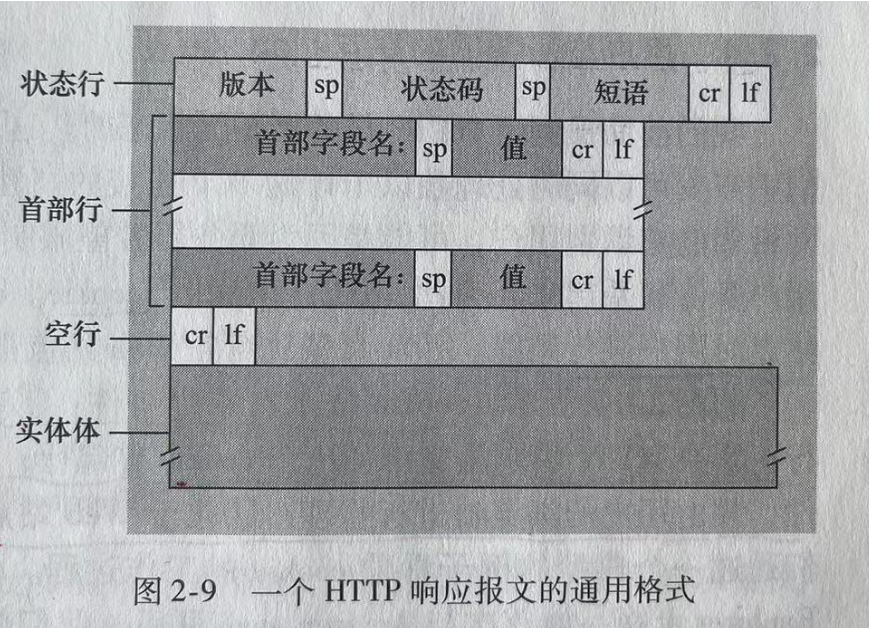 状态行 版本 sp 状态码 sp 短语 cr lf
首部字段名： sp 值 cr lf
首部行
首部字段名： sp 值 cr lf
空行 cr lf
实体体
图 2-9 一个 HTTP 响应报文的通用格式